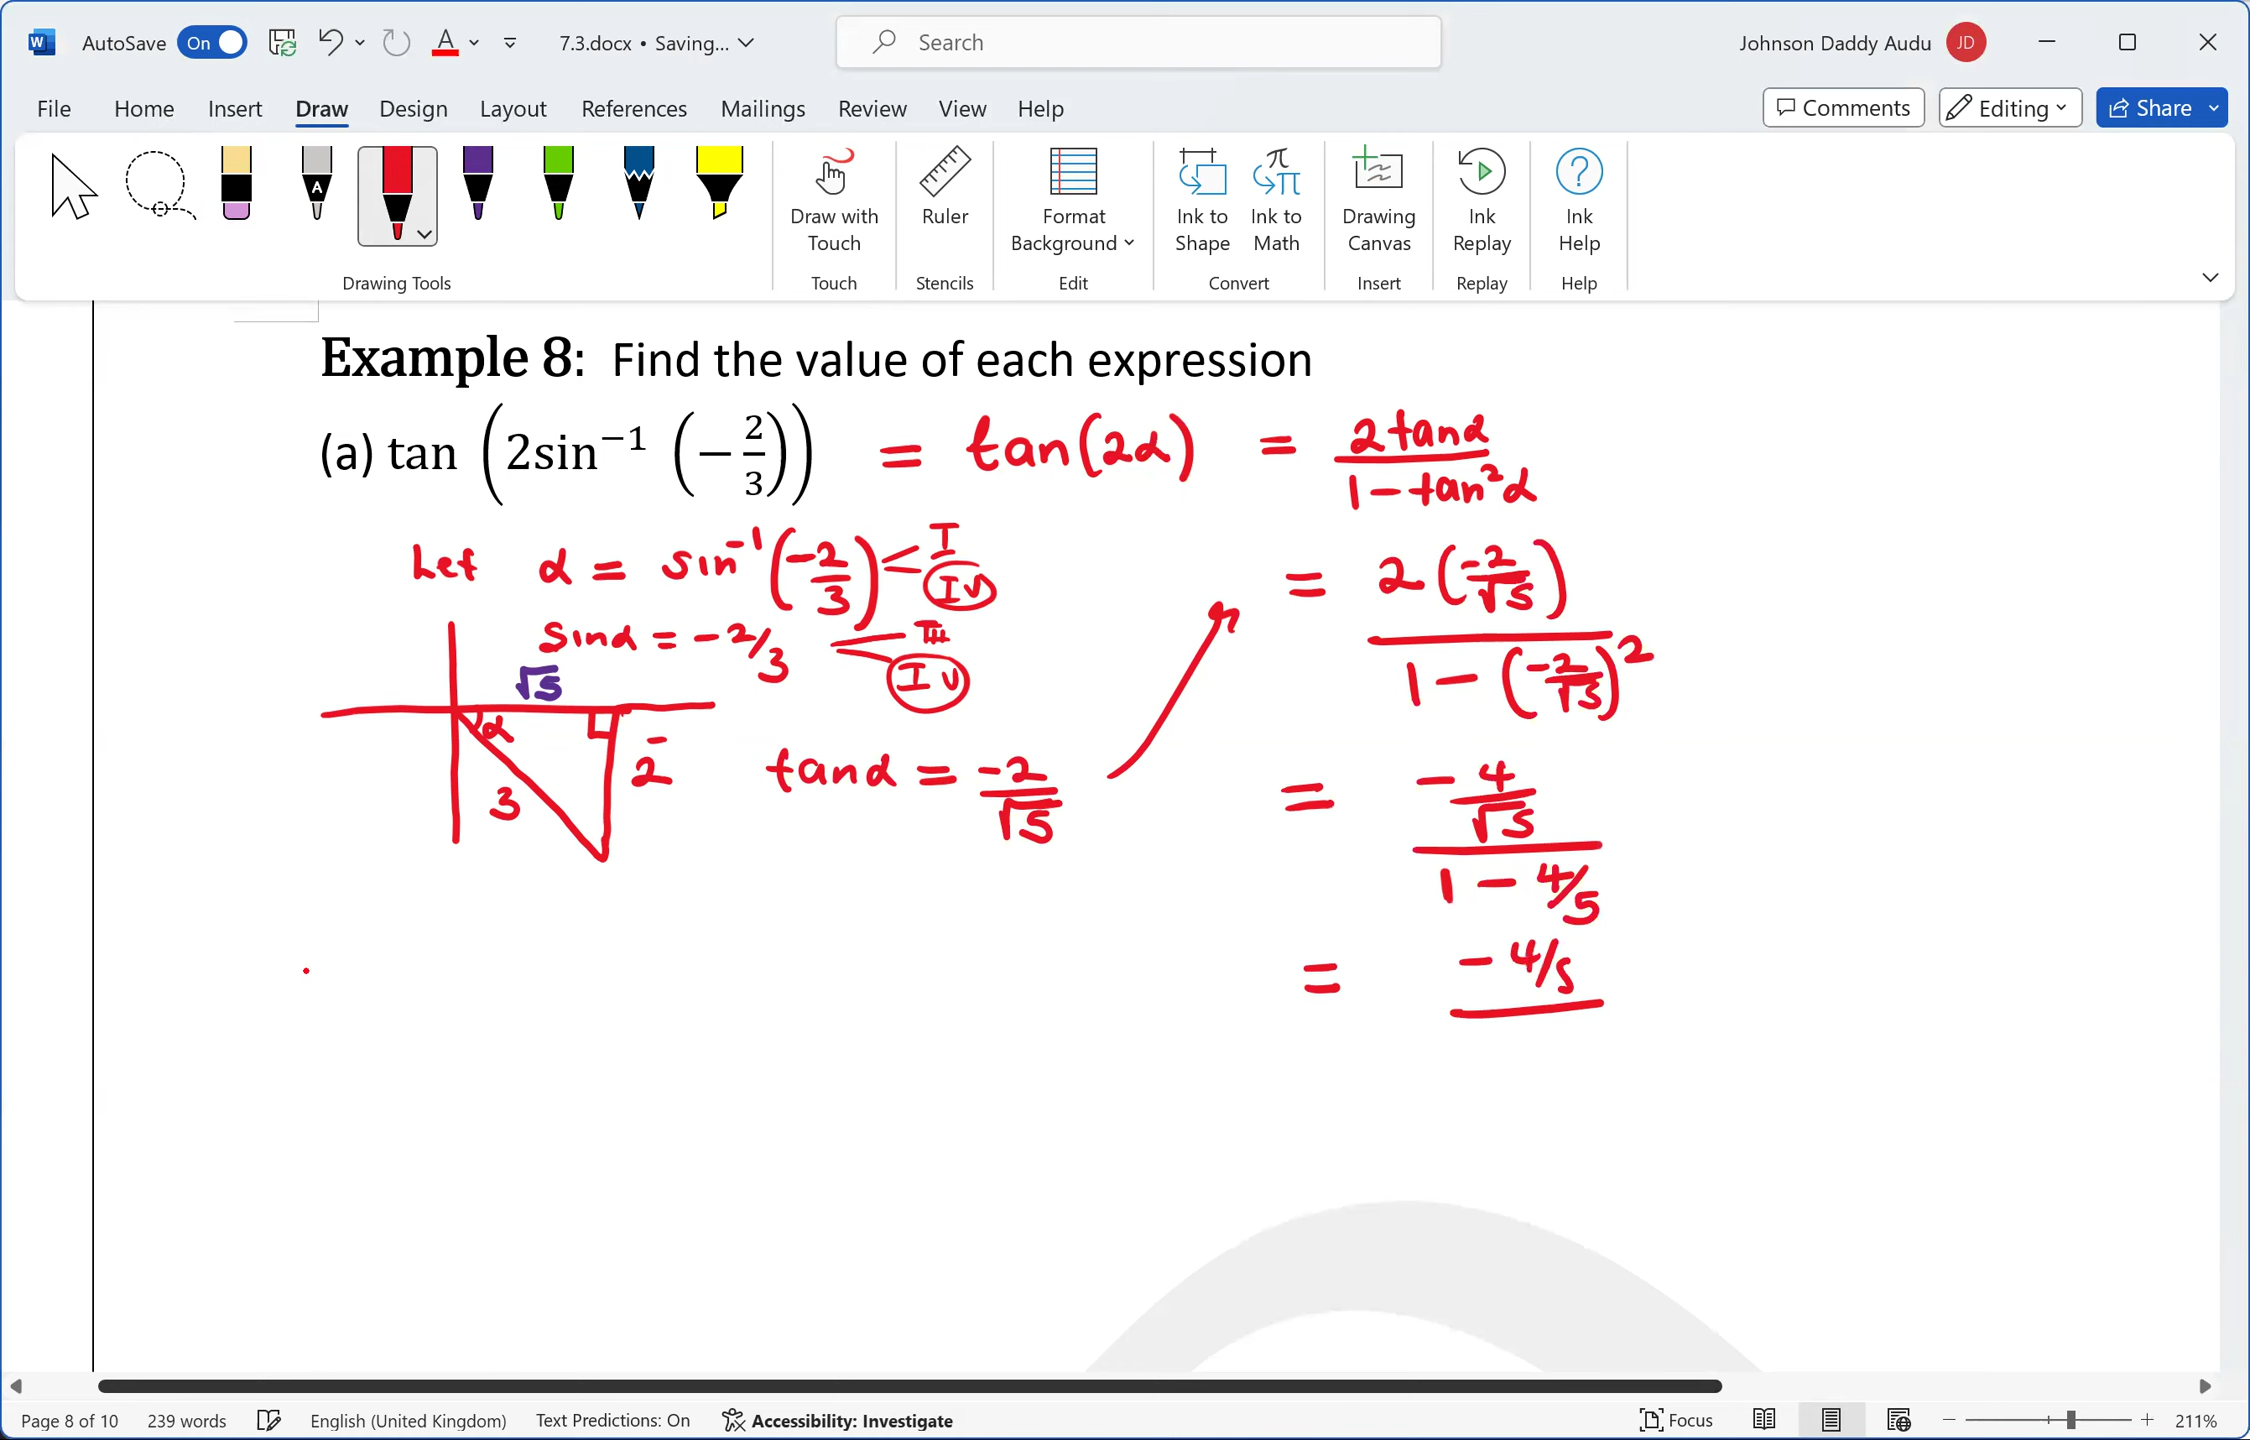 AutoSave On 7.3.docx • Saving... Search Johnson Daddy Audu JD
File Home Insert Draw Design Layout References Mailings Review View Help Comments Editing Share
Draw with Touch Ruler Format Background Ink to Shape Ink to Math Drawing Canvas Ink Replay Ink Help
Drawing Tools Touch Stencils Edit Convert Insert Replay Help
Example 8: Find the value of each expression
(a) tan (2sin⁻¹ (−2/3)) = tan(2α) = 2tanα / 1−tan²α
Let α = sin⁻¹(−2/3) < I IV
= 2(−2/√5) / 1−(−2/√5)²
sinα = −2/3 III IV
√5
α
3
2̄
tanα = −2/√5
= −4/√5 / 1−4/5
= −4/5
Page 8 of 10 239 words English (United Kingdom) Text Predictions: On Accessibility: Investigate Focus 211%